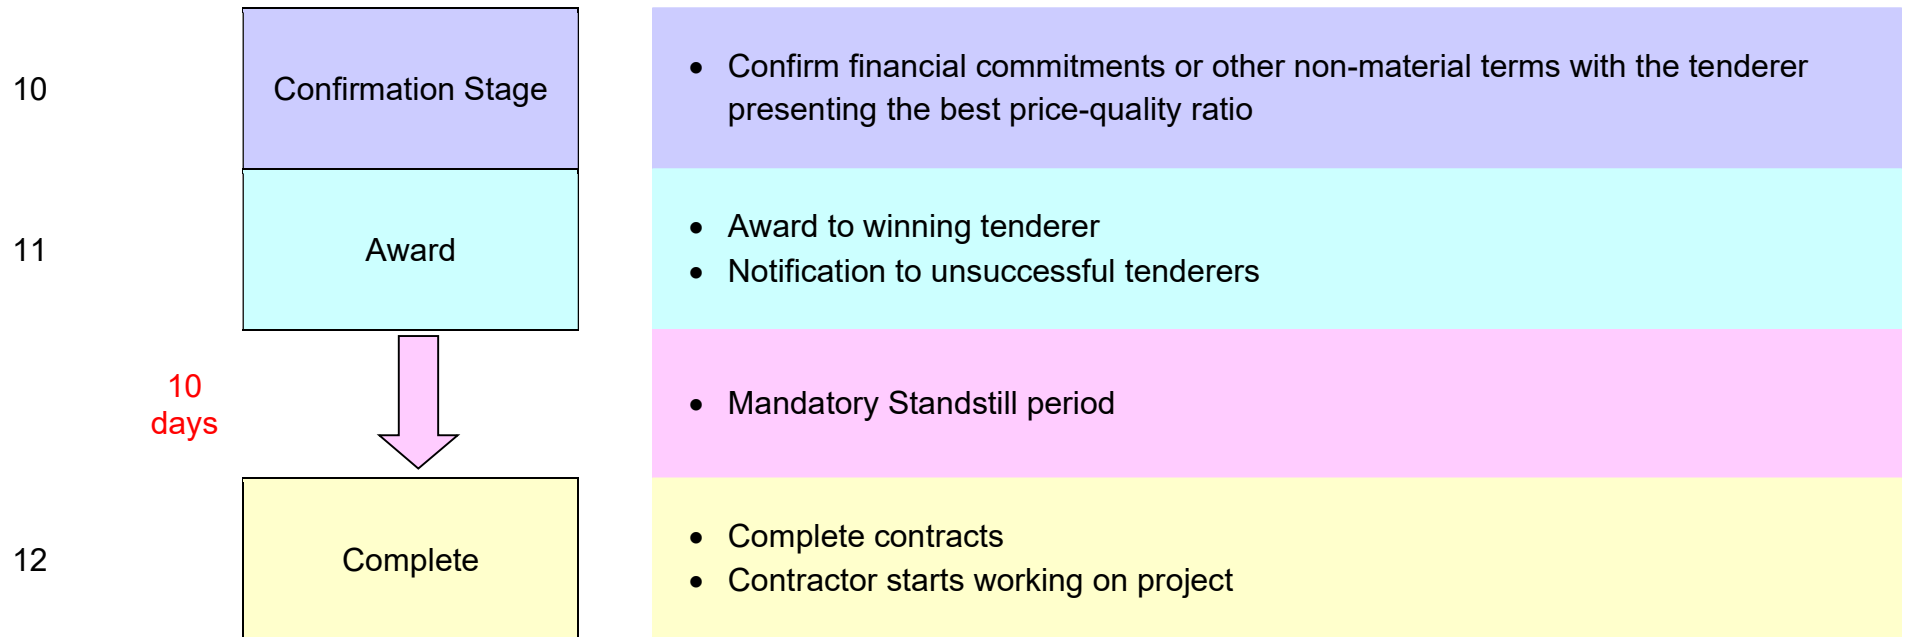 10
Confirmation Stage
• Confirm financial commitments or other non-material terms with the tenderer
presenting the best price-quality ratio
11
Award
• Award to winning tenderer
• Notification to unsuccessful tenderers
10
days
• Mandatory Standstill period
12
Complete
• Complete contracts
• Contractor starts working on project